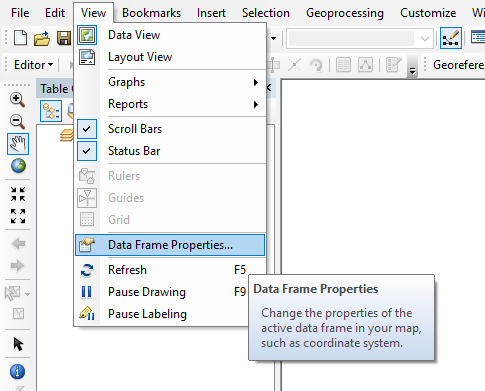 File Edit View Bookmarks Insert Selection Geoprocessing Customize Wi
Editor
Georefere
Table
Data View
Layout View
Graphs
Reports
Scroll Bars
Status Bar
Rulers
Guides
Grid
Data Frame Properties...
Refresh F5
Pause Drawing F9
Pause Labeling
Data Frame Properties
Change the properties of the
active data frame in your map,
such as coordinate system.